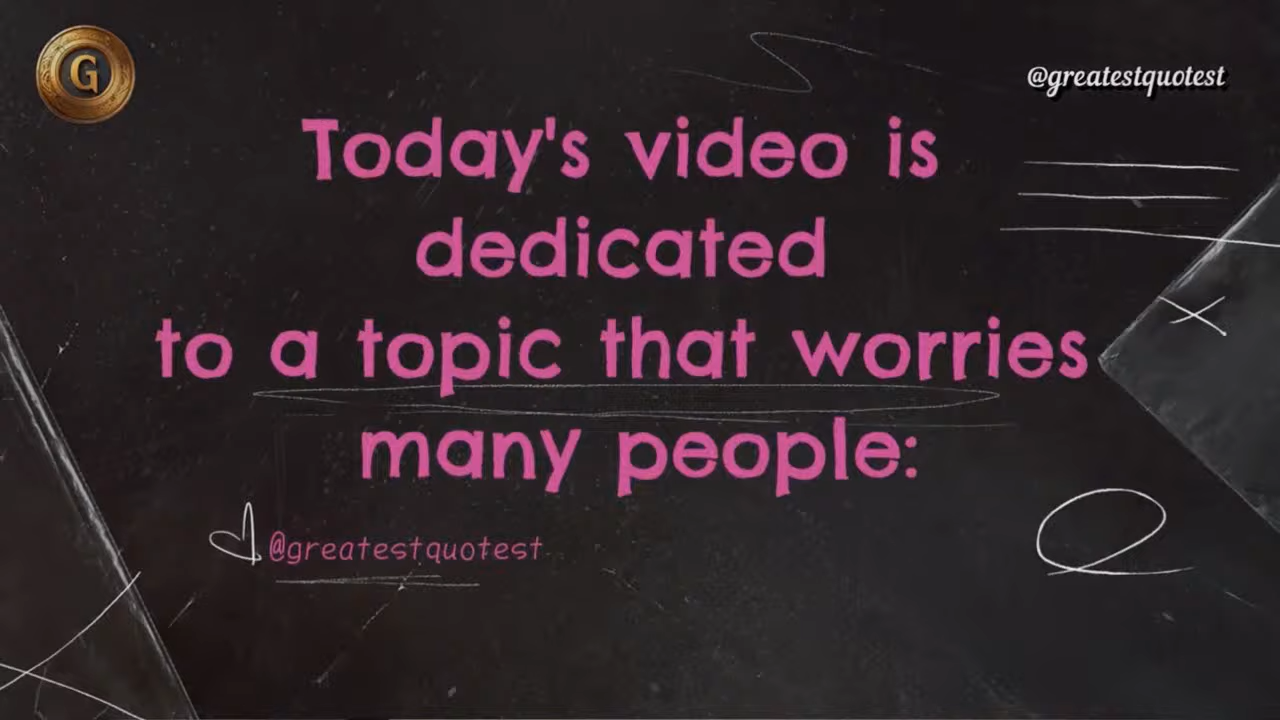 G
@greatestquotest
Today's video is
dedicated
to a topic that worries
many people:
@greatestquotest